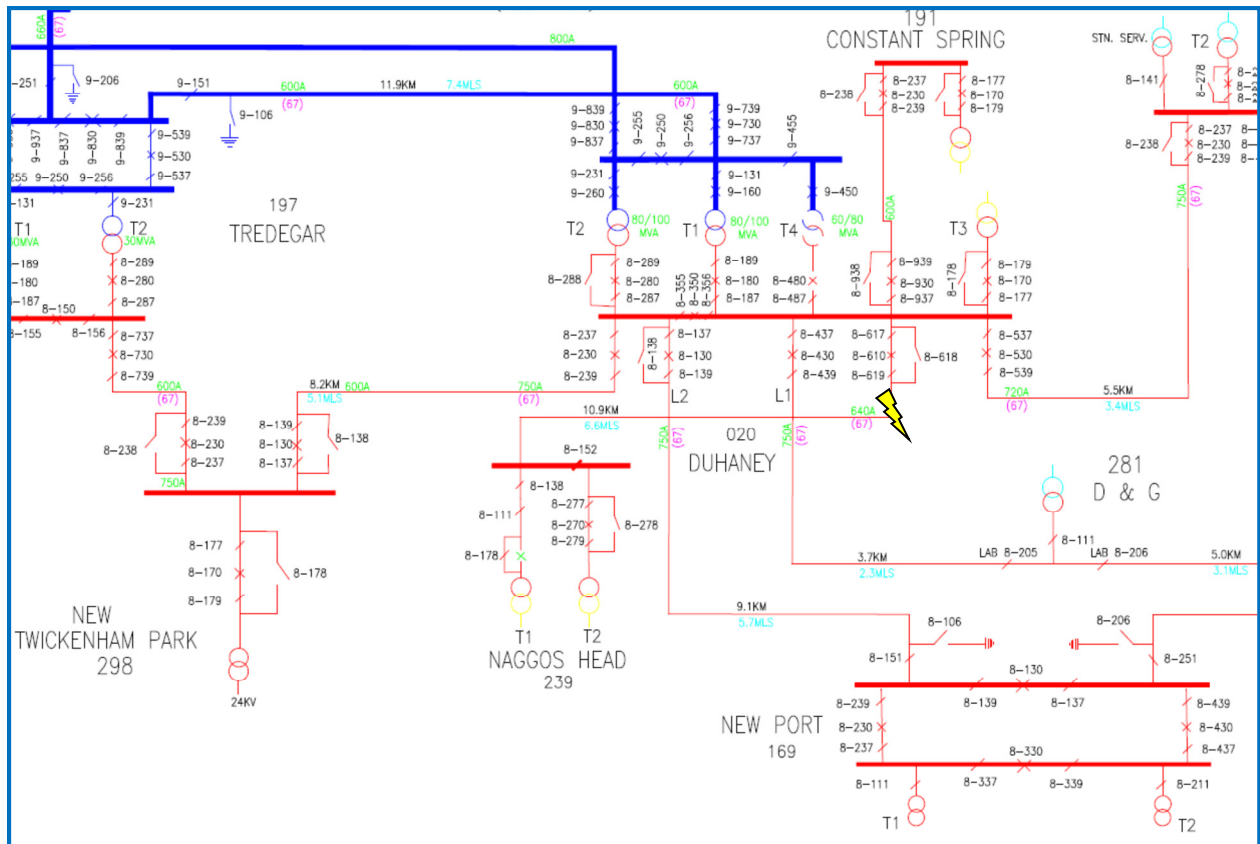 660A
(67)
800A
191
CONSTANT SPRING
STN. SERV.
T2
-251
9-206
9-151
600A
(67)
11.9KM
7.4MLS
600A
(67)
9-106
8-238
8-237
8-230
8-239
8-177
8-170
8-179
8-141
8-278
9-937
9-837
9-830
9-839
9-539
9-530
9-537
9-839
9-830
9-837
9-255
9-250
9-256
9-739
9-730
9-737
9-455
8-238
8-237
8-230
8-239
255
9-250
9-256
-131
9-231
197
TREDEGAR
9-231
9-260
9-131
9-160
9-450
750A
(67)
T1
T2
30MVA
T2
80/100
MVA
T1
80/100
MVA
T4
60/80
MVA
600A
T3
-189
-180
-187
8-289
8-280
8-287
8-288
8-289
8-280
8-287
8-355
8-350
8-356
8-189
8-180
8-187
8-480
8-487
8-938
8-939
8-930
8-937
8-178
8-179
8-170
8-177
8-150
8-155
8-156
8-737
8-730
8-739
8-237
8-230
8-239
8-138
8-137
8-130
8-139
8-437
8-430
8-439
8-617
8-610
8-619
8-618
8-537
8-530
8-539
600A
(67)
8.2KM
5.1MLS
600A
750A
(67)
L2
L1
720A
(67)
5.5KM
3.4MLS
10.9KM
6.6MLS
640A
(67)
750A
(67)
750A
(67)
020
DUHANEY
8-238
8-239
8-230
8-237
8-139
8-130
8-137
8-138
750A
8-152
8-138
8-111
8-178
8-277
8-270
8-279
8-278
281
D & G
8-111
3.7KM
2.3MLS
LAB 8-205
LAB 8-206
5.0KM
3.1MLS
8-177
8-170
8-179
8-178
NEW
TWICKENHAM PARK
298
24KV
T1
T2
NAGGOS HEAD
239
9.1KM
5.7MLS
8-106
8-206
8-151
8-251
8-130
8-139
8-137
8-239
8-230
8-237
8-439
8-430
8-437
NEW PORT
169
8-330
8-337
8-339
8-111
8-211
T1
T2